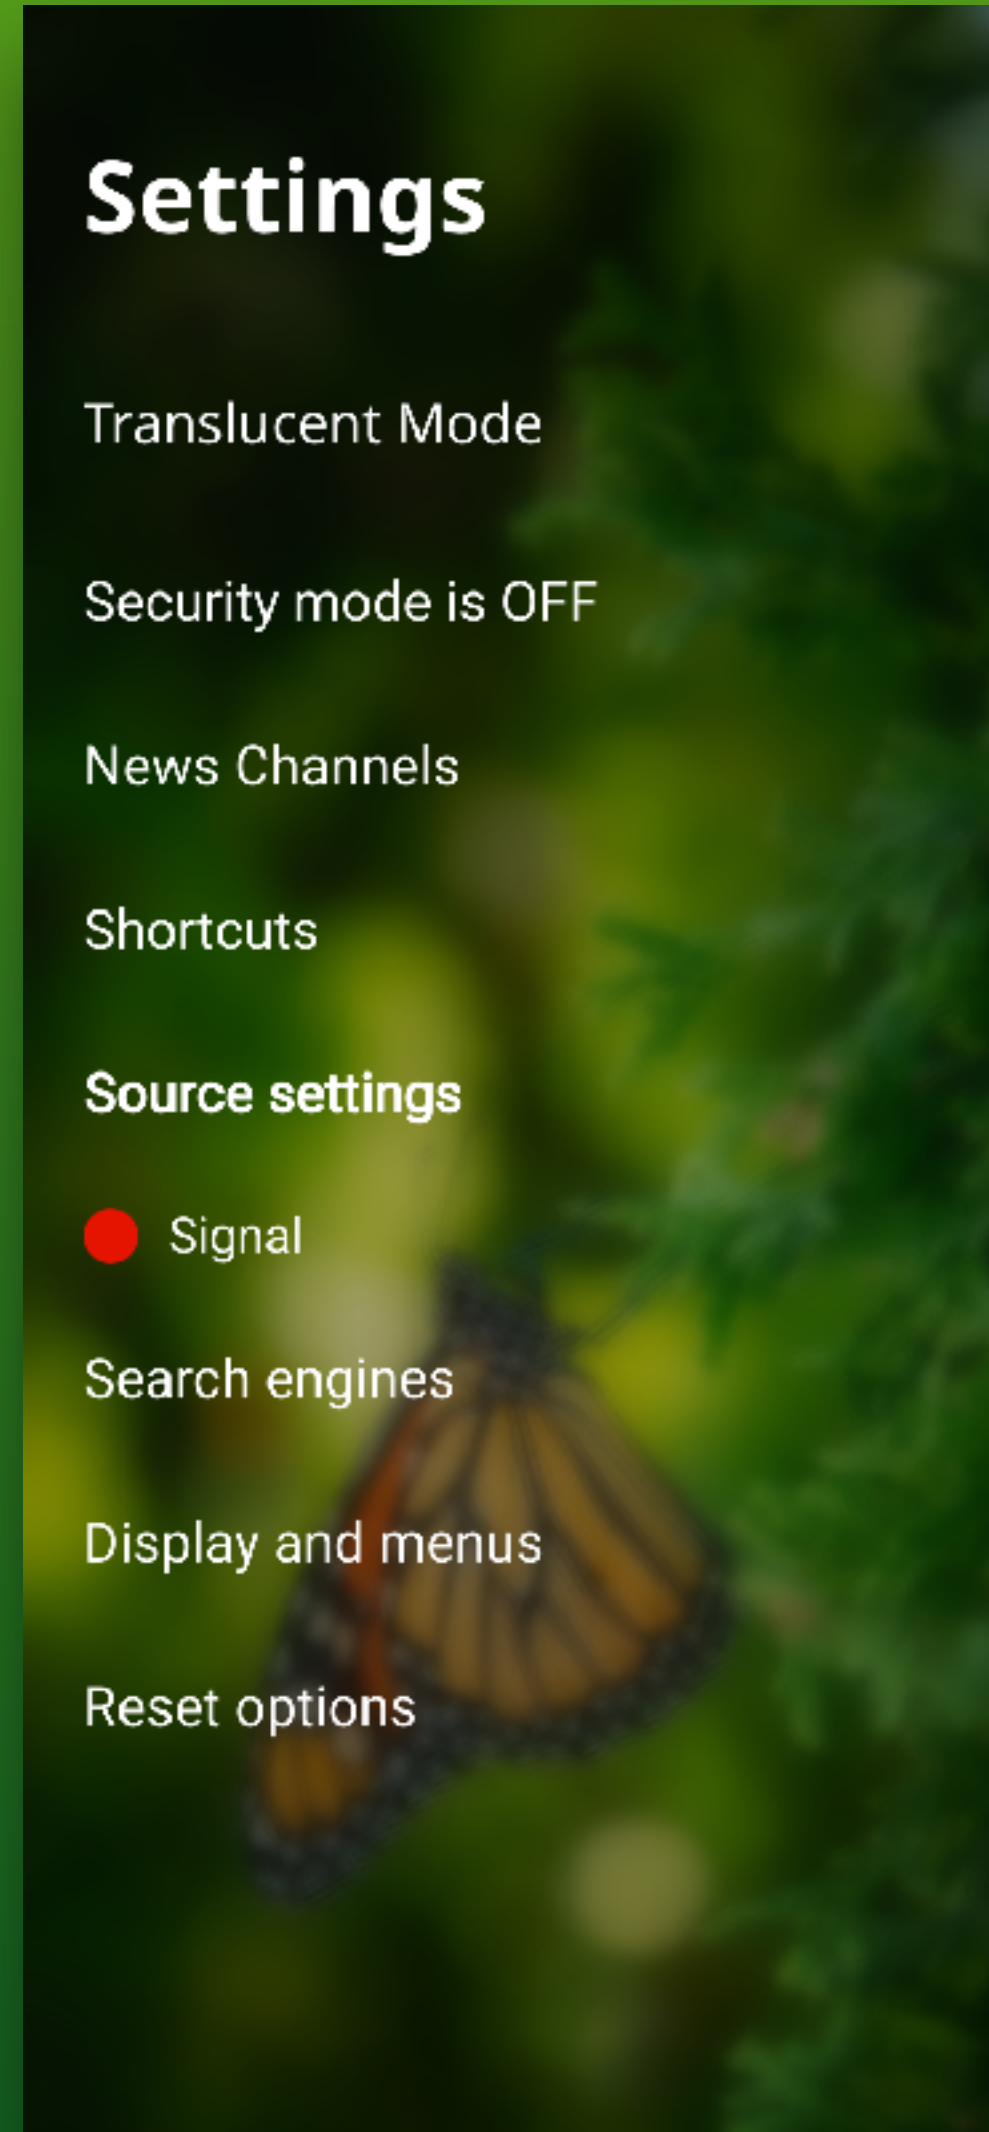 Settings
Translucent Mode
Security mode is OFF
News Channels
Shortcuts
Source settings
Signal
Search engines
Display and menus
Reset options